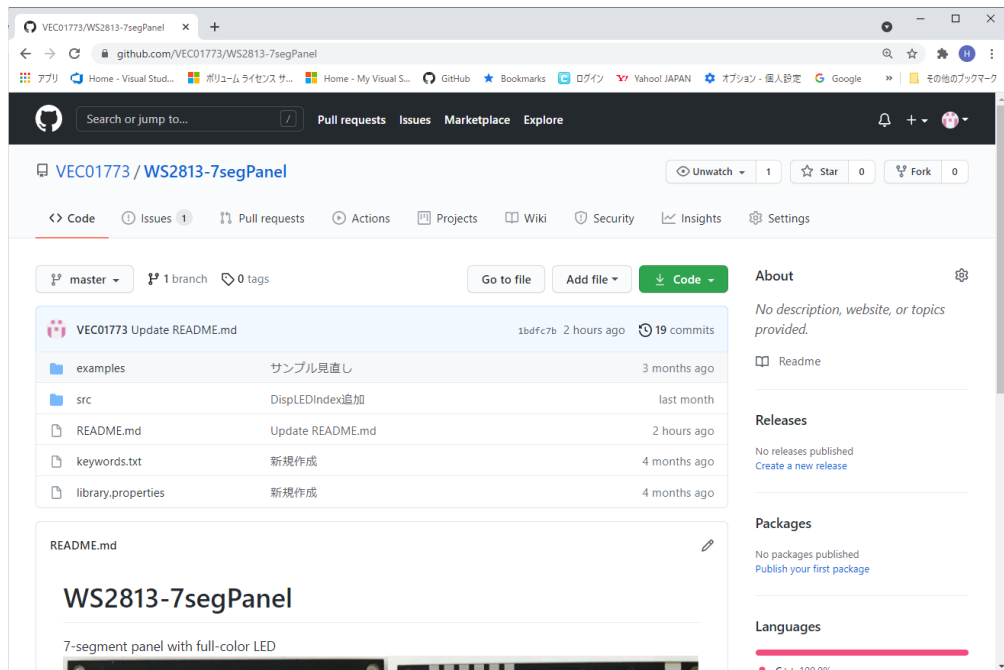 VEC01773/WS2813-7segPanel
github.com/VEC01773/WS2813-7segPanel
アプリ Home - Visual Stud... ボリューム ライセンス サ... Home - My Visual S... GitHub Bookmarks ログイン Yahoo! JAPAN オプション - 個人設定 Google » その他のブックマーク
Search or jump to... / Pull requests Issues Marketplace Explore
VEC01773 / WS2813-7segPanel Unwatch 1 Star 0 Fork 0
Code Issues 1 Pull requests Actions Projects Wiki Security Insights Settings
master 1 branch 0 tags Go to file Add file Code
VEC01773 Update README.md 1bdfc7b 2 hours ago 19 commits
examples サンプル見直し 3 months ago
src DispLEDIndex追加 last month
README.md Update README.md 2 hours ago
keywords.txt 新規作成 4 months ago
library.properties 新規作成 4 months ago
README.md
WS2813-7segPanel
7-segment panel with full-color LED
About
No description, website, or topics
provided.
Readme
Releases
No releases published
Create a new release
Packages
No packages published
Publish your first package
Languages